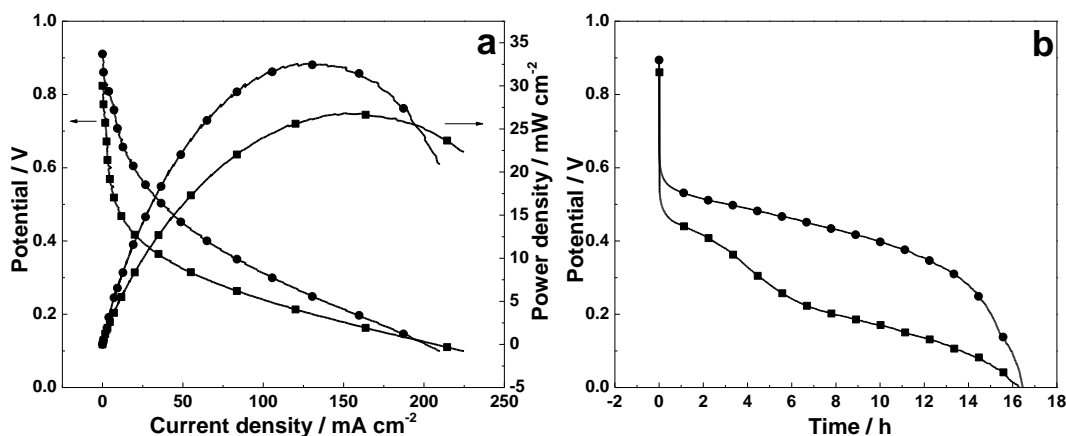 a
b
1.0
0.8
0.6
0.4
0.2
0.0
Potential / V
35
30
25
20
15
10
5
0
-5
Power density / mW cm-2
0 50 100 150 200 250
Current density / mA cm-2
1.0
0.8
0.6
0.4
0.2
0.0
Potential / V
-2 0 2 4 6 8 10 12 14 16 18
Time / h